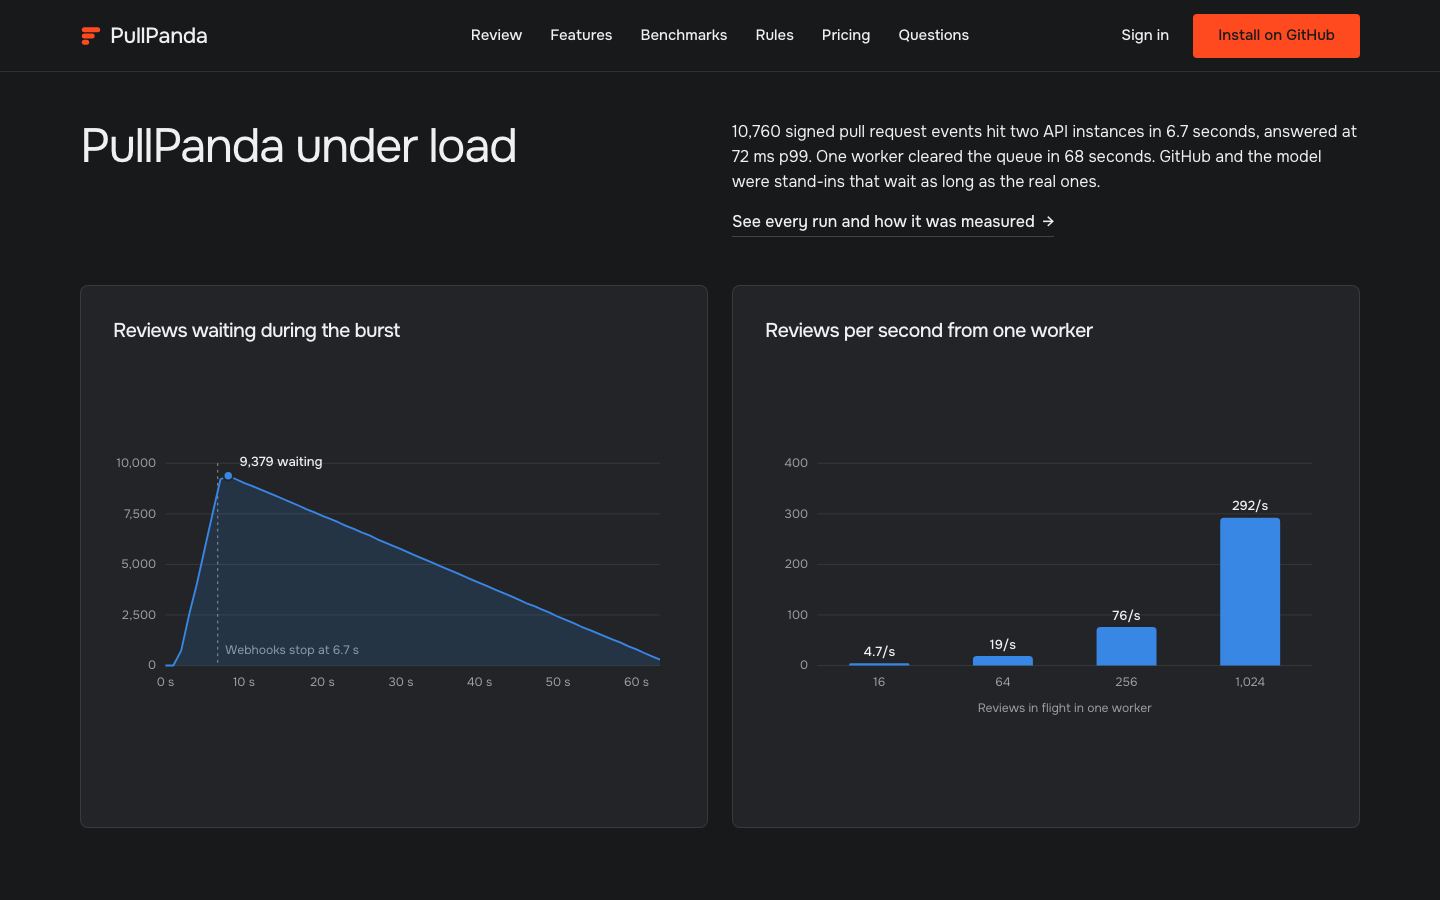 PullPanda
Review
Features
Benchmarks
Rules
Pricing
Questions
Sign in
Install on GitHub
PullPanda under load
10,760 signed pull request events hit two API instances in 6.7 seconds, answered at
72 ms p99. One worker cleared the queue in 68 seconds. GitHub and the model
were stand-ins that wait as long as the real ones.
See every run and how it was measured →
Reviews waiting during the burst
10,000
7,500
5,000
2,500
0
9,379 waiting
Webhooks stop at 6.7 s
0 s
10 s
20 s
30 s
40 s
50 s
60 s
Reviews per second from one worker
400
300
200
100
0
4.7/s
19/s
76/s
292/s
16
64
256
1,024
Reviews in flight in one worker